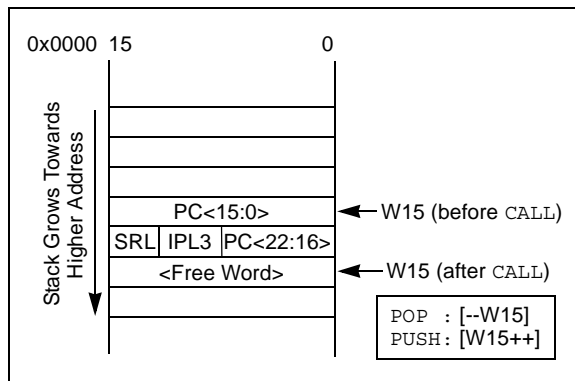 0x0000 15 0
Stack Grows Towards
Higher Address
PC<15:0>
W15 (before CALL)
SRL IPL3 PC<22:16>
<Free Word>
W15 (after CALL)
POP : [--W15]
PUSH: [W15++]